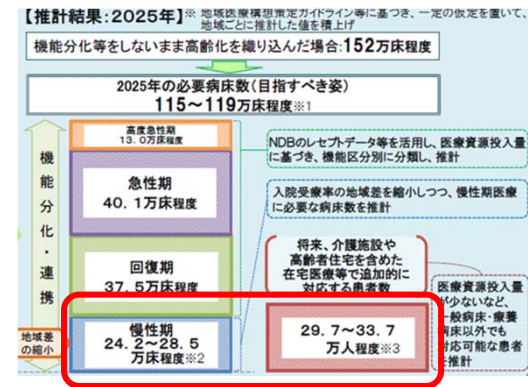 【推計結果:2025年】※ 地域医療構想策定ガイドライン等に基づき、一定の仮定を置いて、
地域ごとに推計した値を積上げ
機能分化等をしないまま高齢化を織り込んだ場合:152万床程度
2025年の必要病床数(目指すべき姿)
115～119万床程度※1
機能分化・連携
地域差
の縮小
高度急性期
13.0万床程度
急性期
40.1万床程度
回復期
37.5万床程度
慢性期
24.2～28.5
万床程度※2
NDBのレセプトデータ等を活用し、医療資源投入量
に基づき、機能区分別に分類し、推計
入院受療率の地域差を縮小しつつ、慢性期医療
に必要な病床数を推計
将来、介護施設や
高齢者住宅を含めた
在宅医療等で追加的に
対応する患者数
29.7～33.7
万人程度※3
医療資源投入量
が少ないなど、
一般病床・療養
病床以外でも
対応可能な患者
を推計